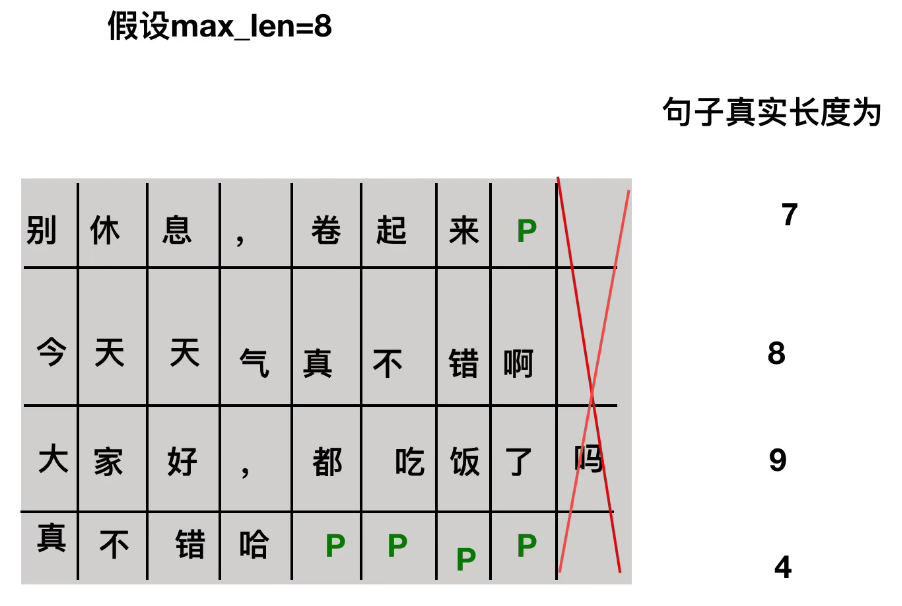 假设max_len=8
句子真实长度为
别 休 息 , 卷 起 来 P 7
今 天 天 气 真 不 错 啊 8
大 家 好 , 都 吃 饭 了 吗 9
真 不 错 哈 P P P P 4